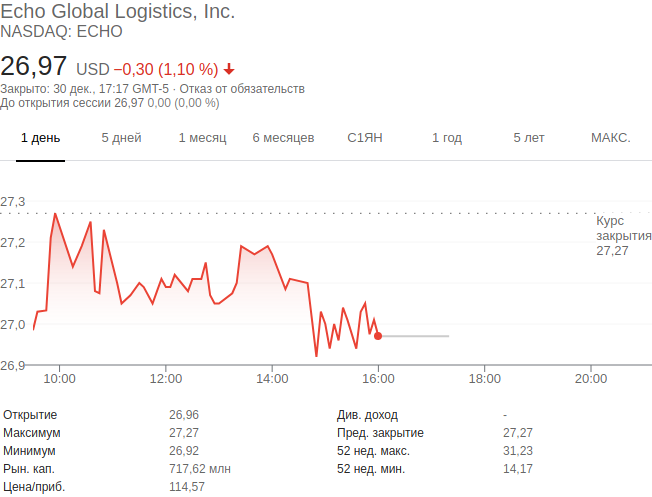 Echo Global Logistics, Inc.
NASDAQ: ECHO
26,97 USD −0,30 (1,10 %)
Закрыто: 30 дек., 17:17 GMT-5 · Отказ от обязательств
До открытия сессии 26,97 0,00 (0,00 %)
1 день 5 дней 1 месяц 6 месяцев С1ЯН 1 год 5 лет МАКС.
27,3
27,2
27,1
27,0
26,9
Курс
закрытия
27,27
10:00 12:00 14:00 16:00 18:00 20:00
Открытие 26,96 Див. доход -
Максимум 27,27 Пред. закрытие 27,27
Минимум 26,92 52 нед. макс. 31,23
Рын. кап. 717,62 млн 52 нед. мин. 14,17
Цена/приб. 114,57